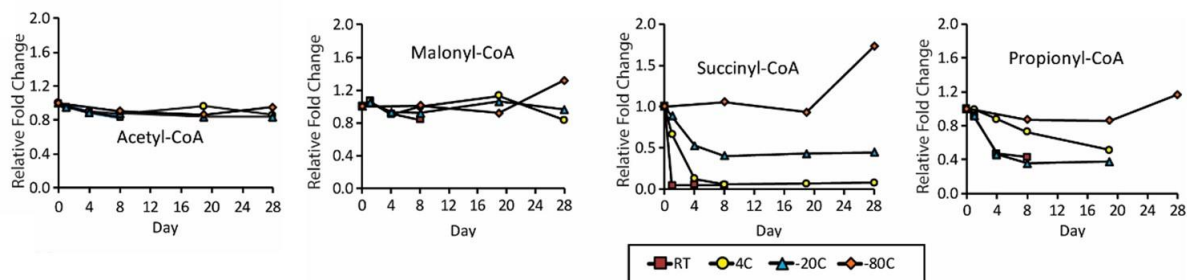 Relative Fold Change
2.0
1.6
1.2
0.8
0.4
0.0
Acetyl-CoA
0 4 8 12 16 20 24 28
Day
Relative Fold Change
2.0
1.6
1.2
0.8
0.4
0.0
Malonyl-CoA
0 4 8 12 16 20 24 28
Day
Relative Fold Change
2.0
1.5
1.0
0.5
0.0
Succinyl-CoA
0 4 8 12 16 20 24 28
Day
Relative Fold Change
2.0
1.6
1.2
0.8
0.4
0.0
Propionyl-CoA
0 4 8 12 16 20 24 28
Day
RT 4C -20C -80C